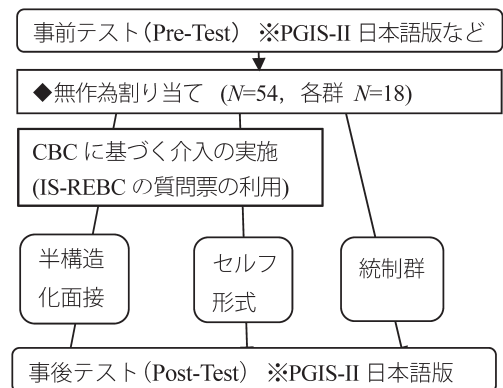 事前テスト(Pre-Test) ※PGIS-II 日本語版など
◆無作為割り当て (N=54, 各群 N=18)
CBC に基づく介入の実施
(IS-REBC の質問票の利用)
半構造
化面接
セルフ
形式
統制群
事後テスト(Post-Test) ※PGIS-II 日本語版